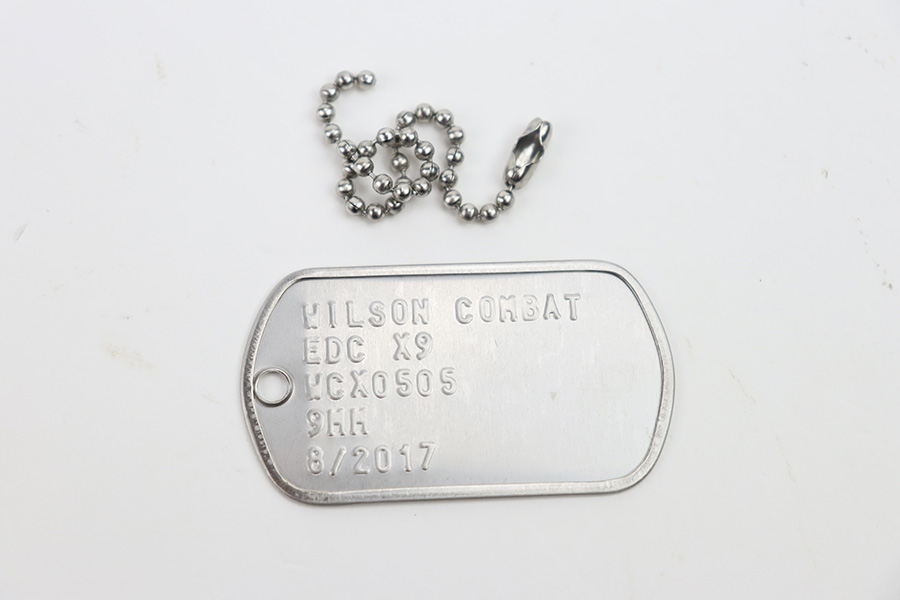 WILSON COMBAT
EDC X9
WCX0505
9MM
8/2017